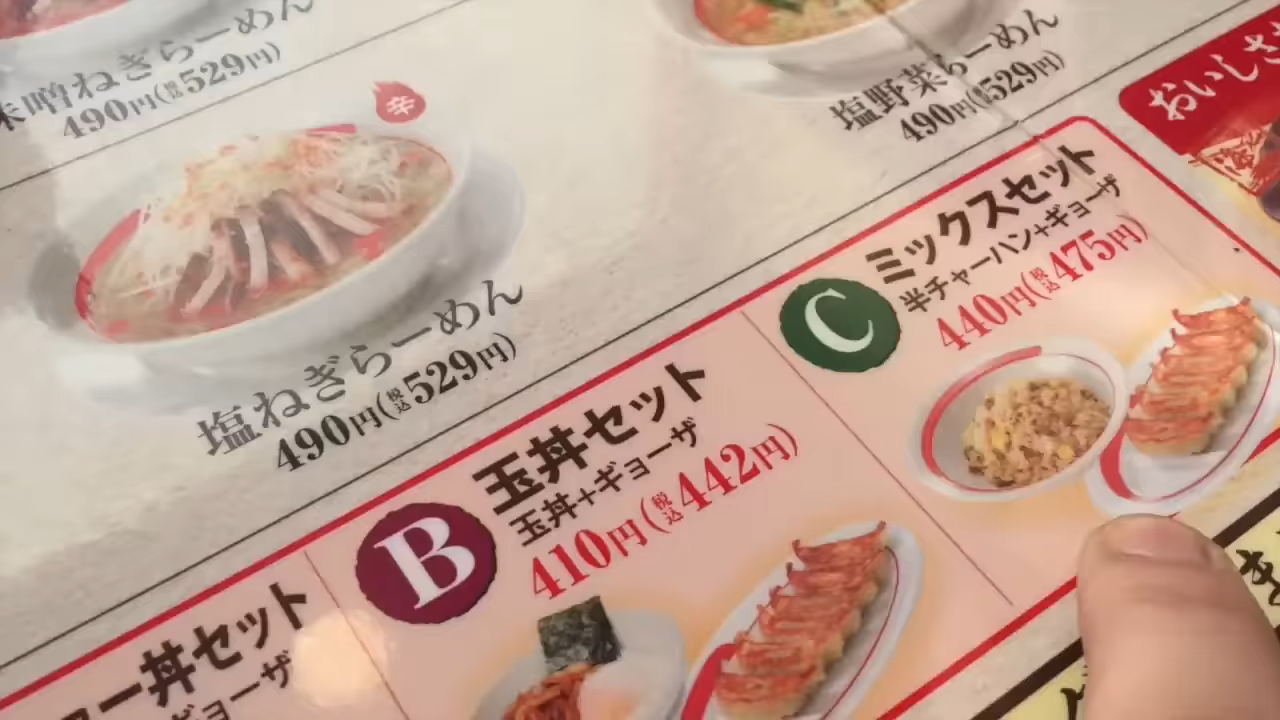 味噌ねぎらーめん
490円(税込529円)
辛
塩ねぎらーめん
490円(税込529円)
塩野菜らーめん
490円(税込529円)
おいしさ
C
ミックスセット
半チャーハン+ギョーザ
440円(税込475円)
B
玉丼セット
玉丼+ギョーザ
410円(税込442円)
ー丼セット
ギョーザ